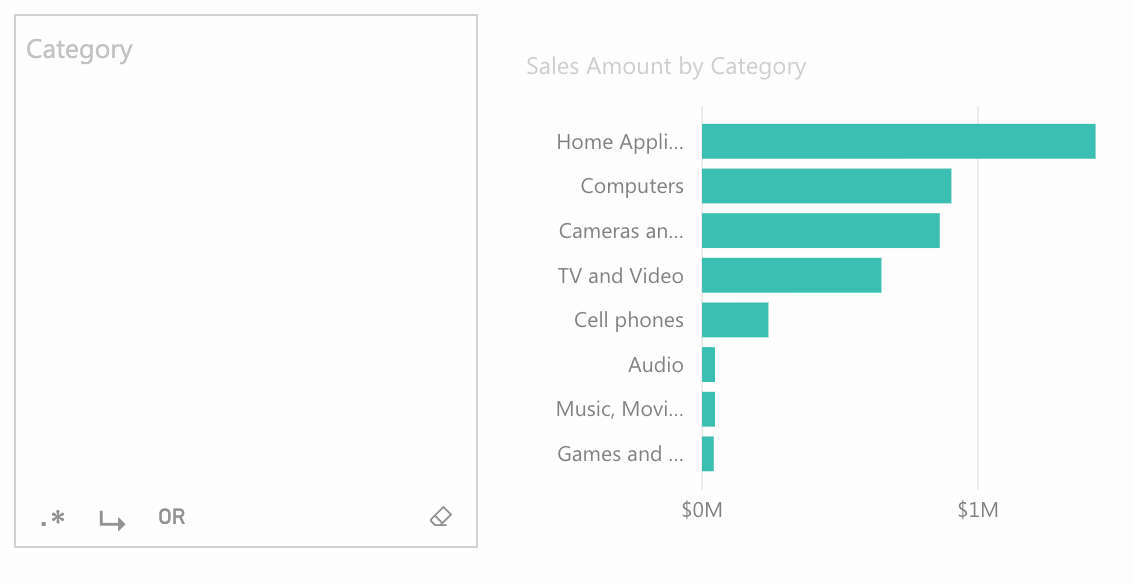 Category
.*
OR
Sales Amount by Category
Home Appli...
Computers
Cameras an...
TV and Video
Cell phones
Audio
Music, Movi...
Games and ...
$0M $1M